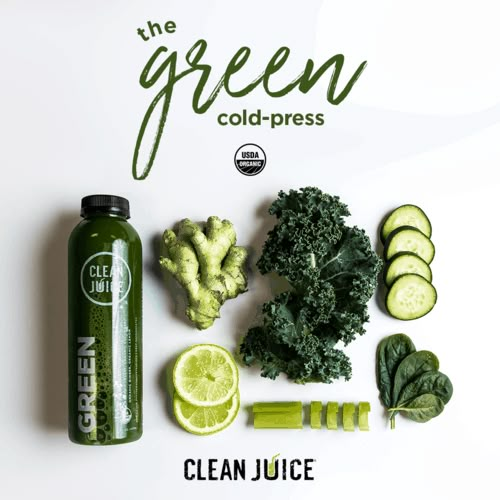 the
green
cold-press
USDA
ORGANIC
CLEAN
JUICE
GREEN
CLEAN JUICE